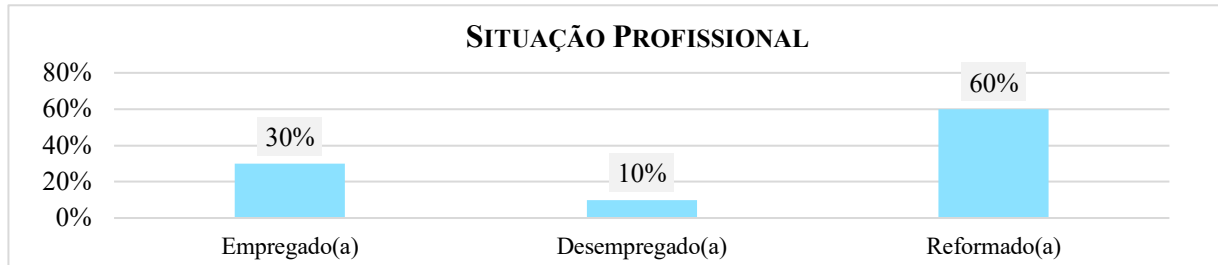 SITUAÇÃO PROFISSIONAL
80%
60%
40%
20%
0%
30%
10%
60%
Empregado(a)
Desempregado(a)
Reformado(a)